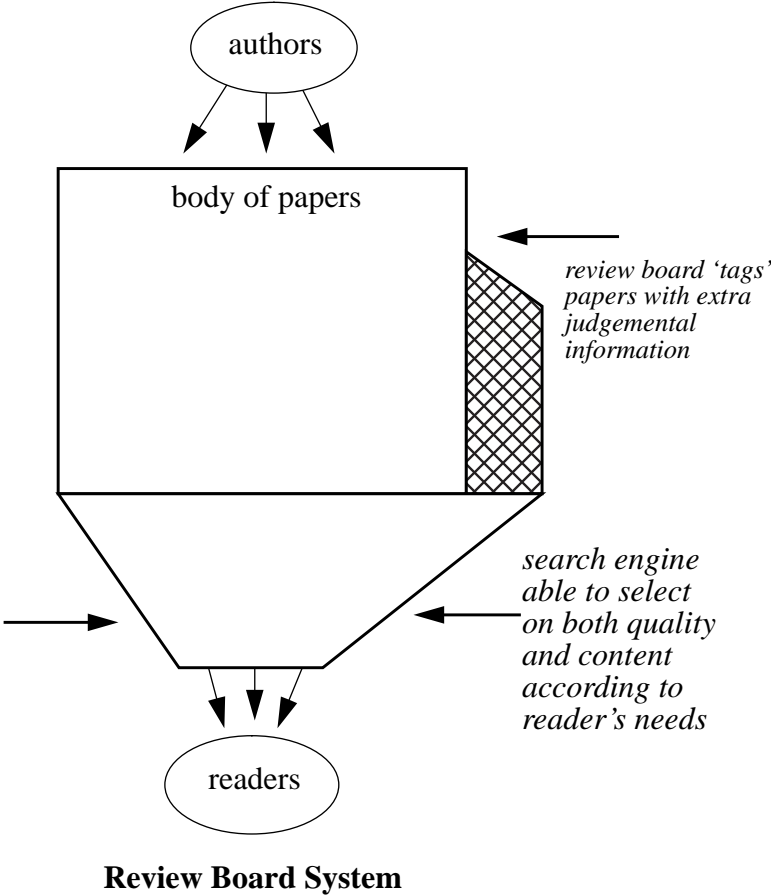 authors
body of papers
review board ‘tags’
papers with extra
judgemental
information
search engine
able to select
on both quality
and content
according to
reader’s needs
readers
Review Board System